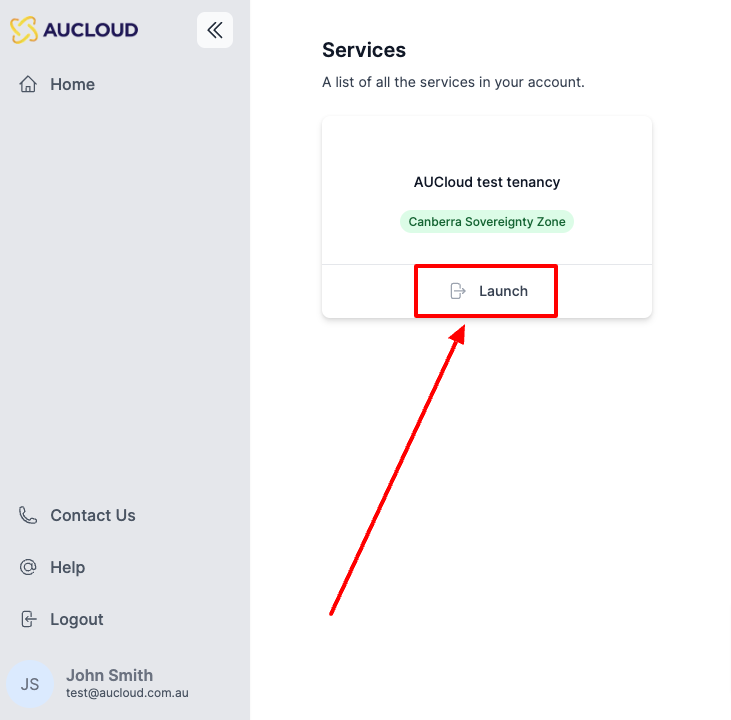 AUCLOUD
Home
Services
A list of all the services in your account.
AUCloud test tenancy
Canberra Sovereignty Zone
Launch
Contact Us
Help
Logout
JS
John Smith
test@aucloud.com.au